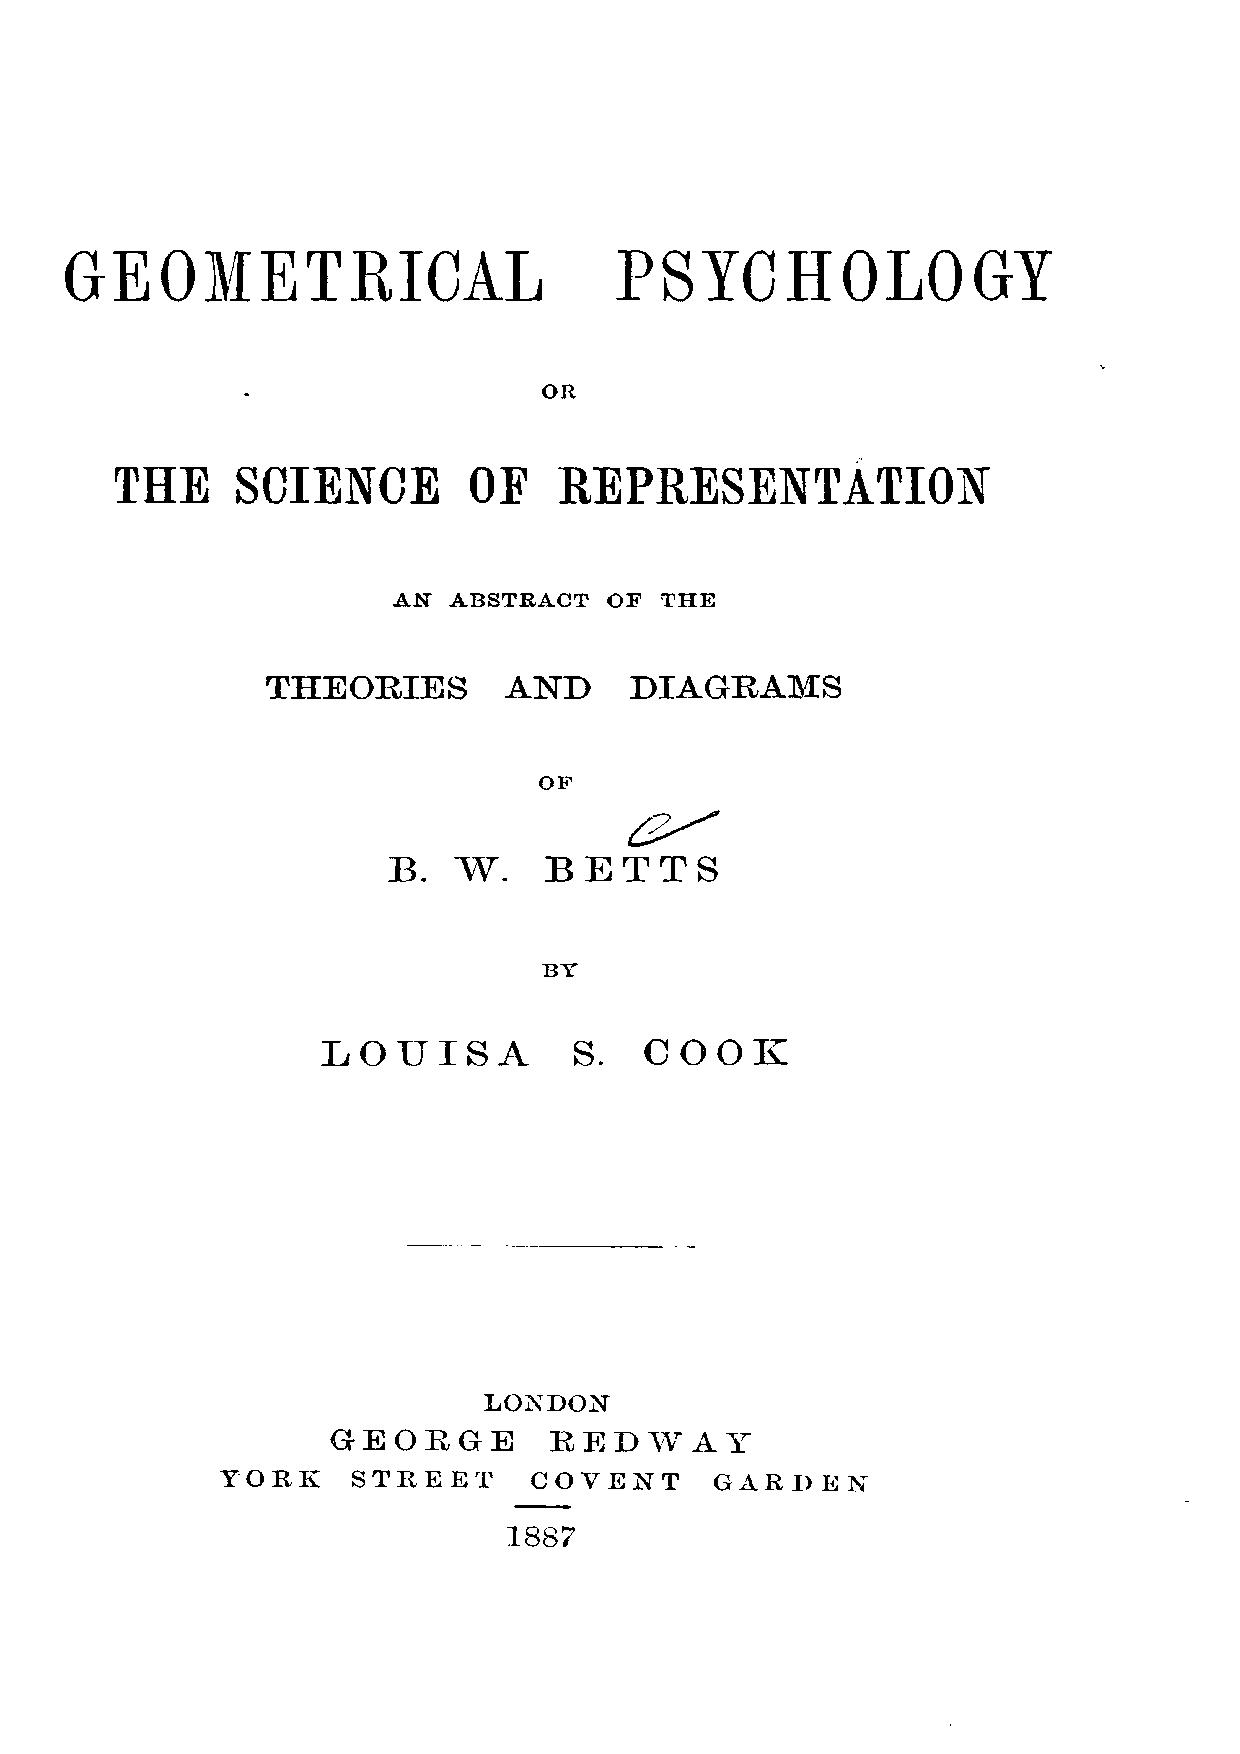 GEOMETRICAL PSYCHOLOGY
OR
THE SCIENCE OF REPRESENTATION
AN ABSTRACT OF THE
THEORIES AND DIAGRAMS
OF
B. W. BETTS
BY
LOUISA S. COOK
LONDON
GEORGE REDWAY
YORK STREET COVENT GARDEN
1887